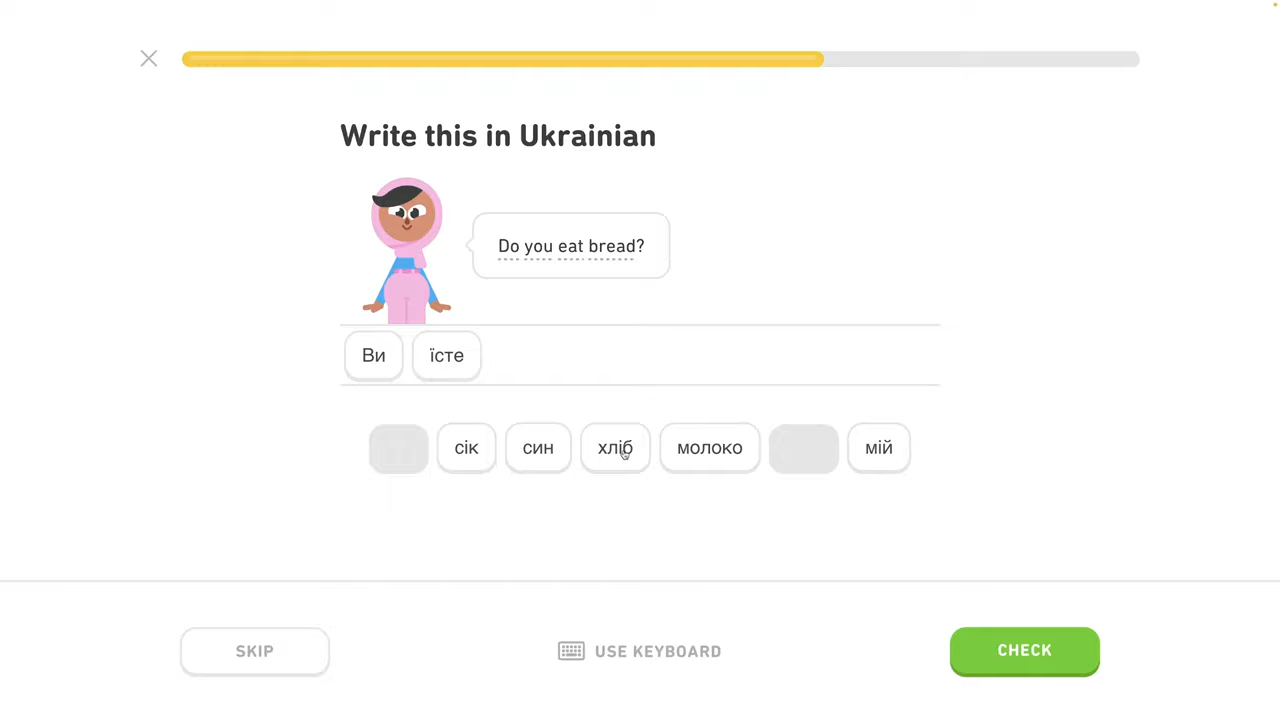 Write this in Ukrainian
Do you eat bread?
Ви їсте
сік син хліб молоко мій
SKIP USE KEYBOARD CHECK